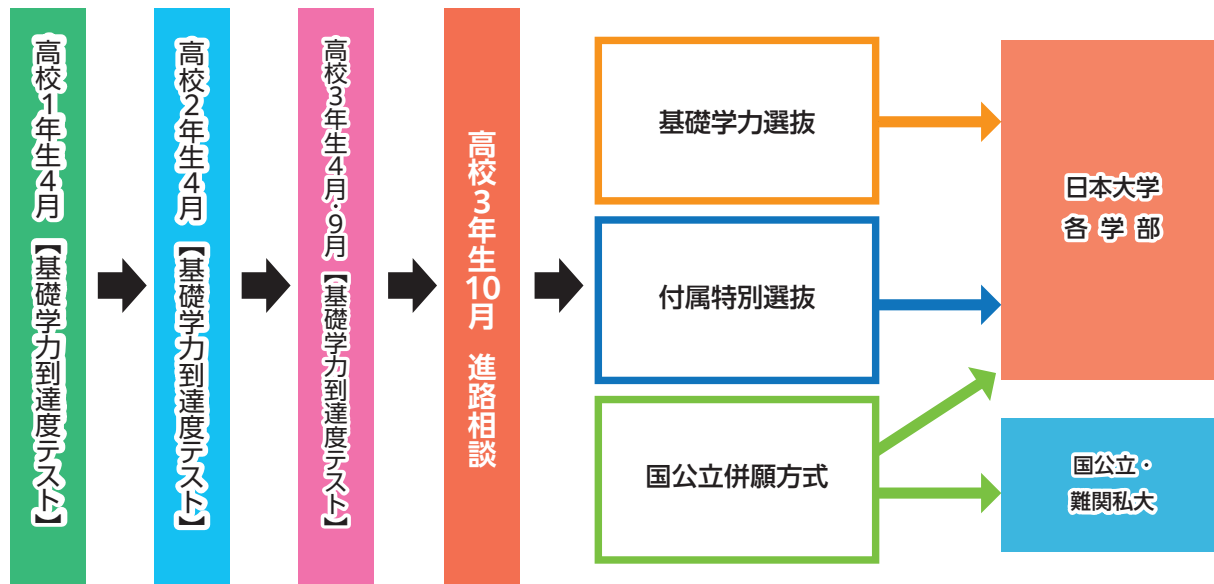 高校1年生4月【基礎学力到達度テスト】
高校2年生4月【基礎学力到達度テスト】
高校3年生4月・9月【基礎学力到達度テスト】
高校3年生10月 進路相談
基礎学力選抜
付属特別選抜
国公立併願方式
日本大学
各学部
国公立・
難関私大